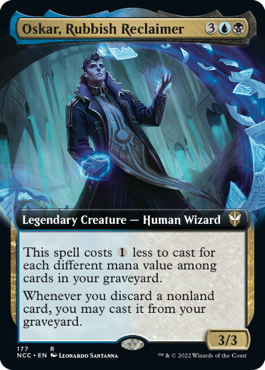 Oskar, Rubbish Reclaimer 3
Legendary Creature — Human Wizard
This spell costs 1 less to cast for
each different mana value among
cards in your graveyard.
Whenever you discard a nonland
card, you may cast it from your
graveyard.
3/3
177 R
NCC • EN LEONARDO SANTANNA
™ & © 2022 Wizards of the Coast